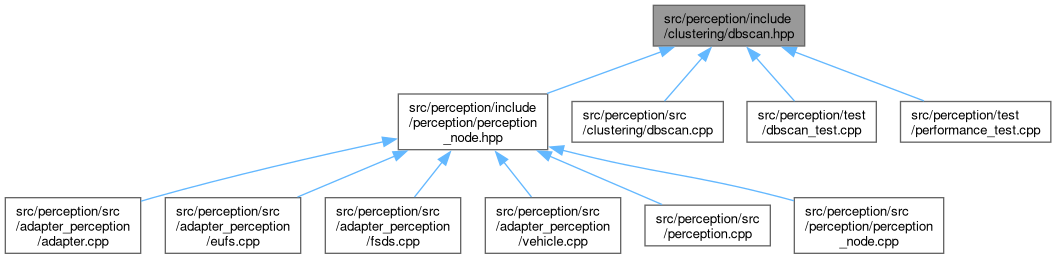 src/perception/include
/clustering/dbscan.hpp
src/perception/include
/perception/perception
_node.hpp
src/perception/src
/clustering/dbscan.cpp
src/perception/test
/dbscan_test.cpp
src/perception/test
/performance_test.cpp
src/perception/src
/adapter_perception
/adapter.cpp
src/perception/src
/adapter_perception
/eufs.cpp
src/perception/src
/adapter_perception
/fsds.cpp
src/perception/src
/adapter_perception
/vehicle.cpp
src/perception/src
/perception.cpp
src/perception/src
/perception/perception
_node.cpp